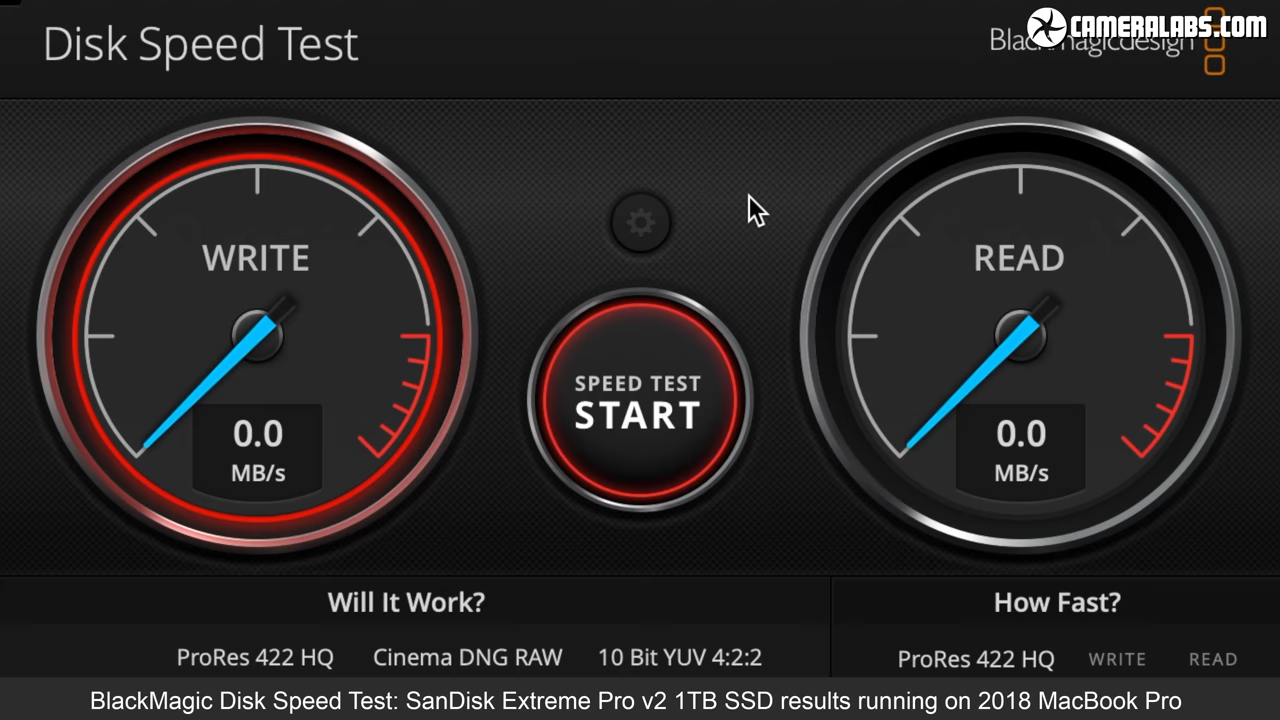 Disk Speed Test
Blackmagicdesign
CAMERALABS.COM
WRITE
0.0
MB/s
SPEED TEST
START
READ
0.0
MB/s
Will It Work?
How Fast?
ProRes 422 HQ Cinema DNG RAW 10 Bit YUV 4:2:2
ProRes 422 HQ WRITE READ
BlackMagic Disk Speed Test: SanDisk Extreme Pro v2 1TB SSD results running on 2018 MacBook Pro